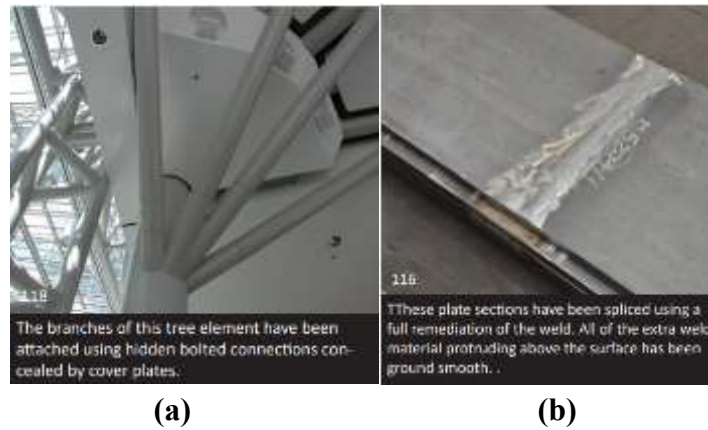 118
The branches of this tree element have been
attached using hidden bolted connections con-
cealed by cover plates.
116
TThese plate sections have been spliced using a
full remediation of the weld. All of the extra weld
material protruding above the surface has been
ground smooth. .
(a)
(b)